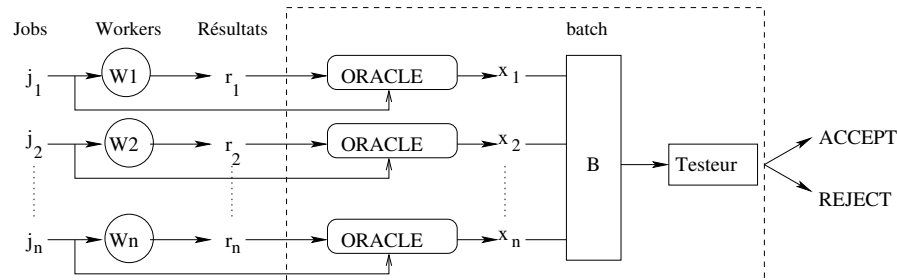 Jobs Workers Résultats batch
j1 W1 r1 ORACLE x1
j2 W2 r2 ORACLE x2
B Testeur ACCEPT
REJECT
jn Wn rn ORACLE xn